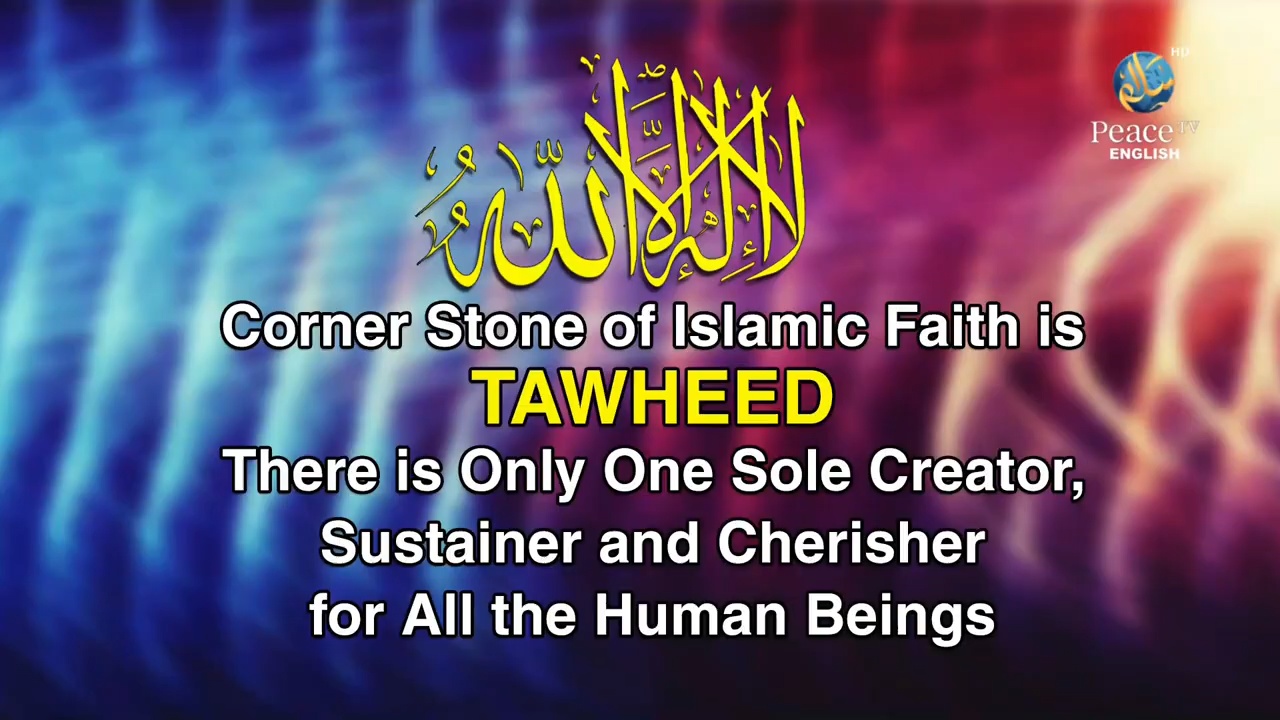 لا إله إلا الله
Corner Stone of Islamic Faith is
TAWHEED
There is Only One Sole Creator,
Sustainer and Cherisher
for All the Human Beings
HD
سلام
Peace TV
ENGLISH